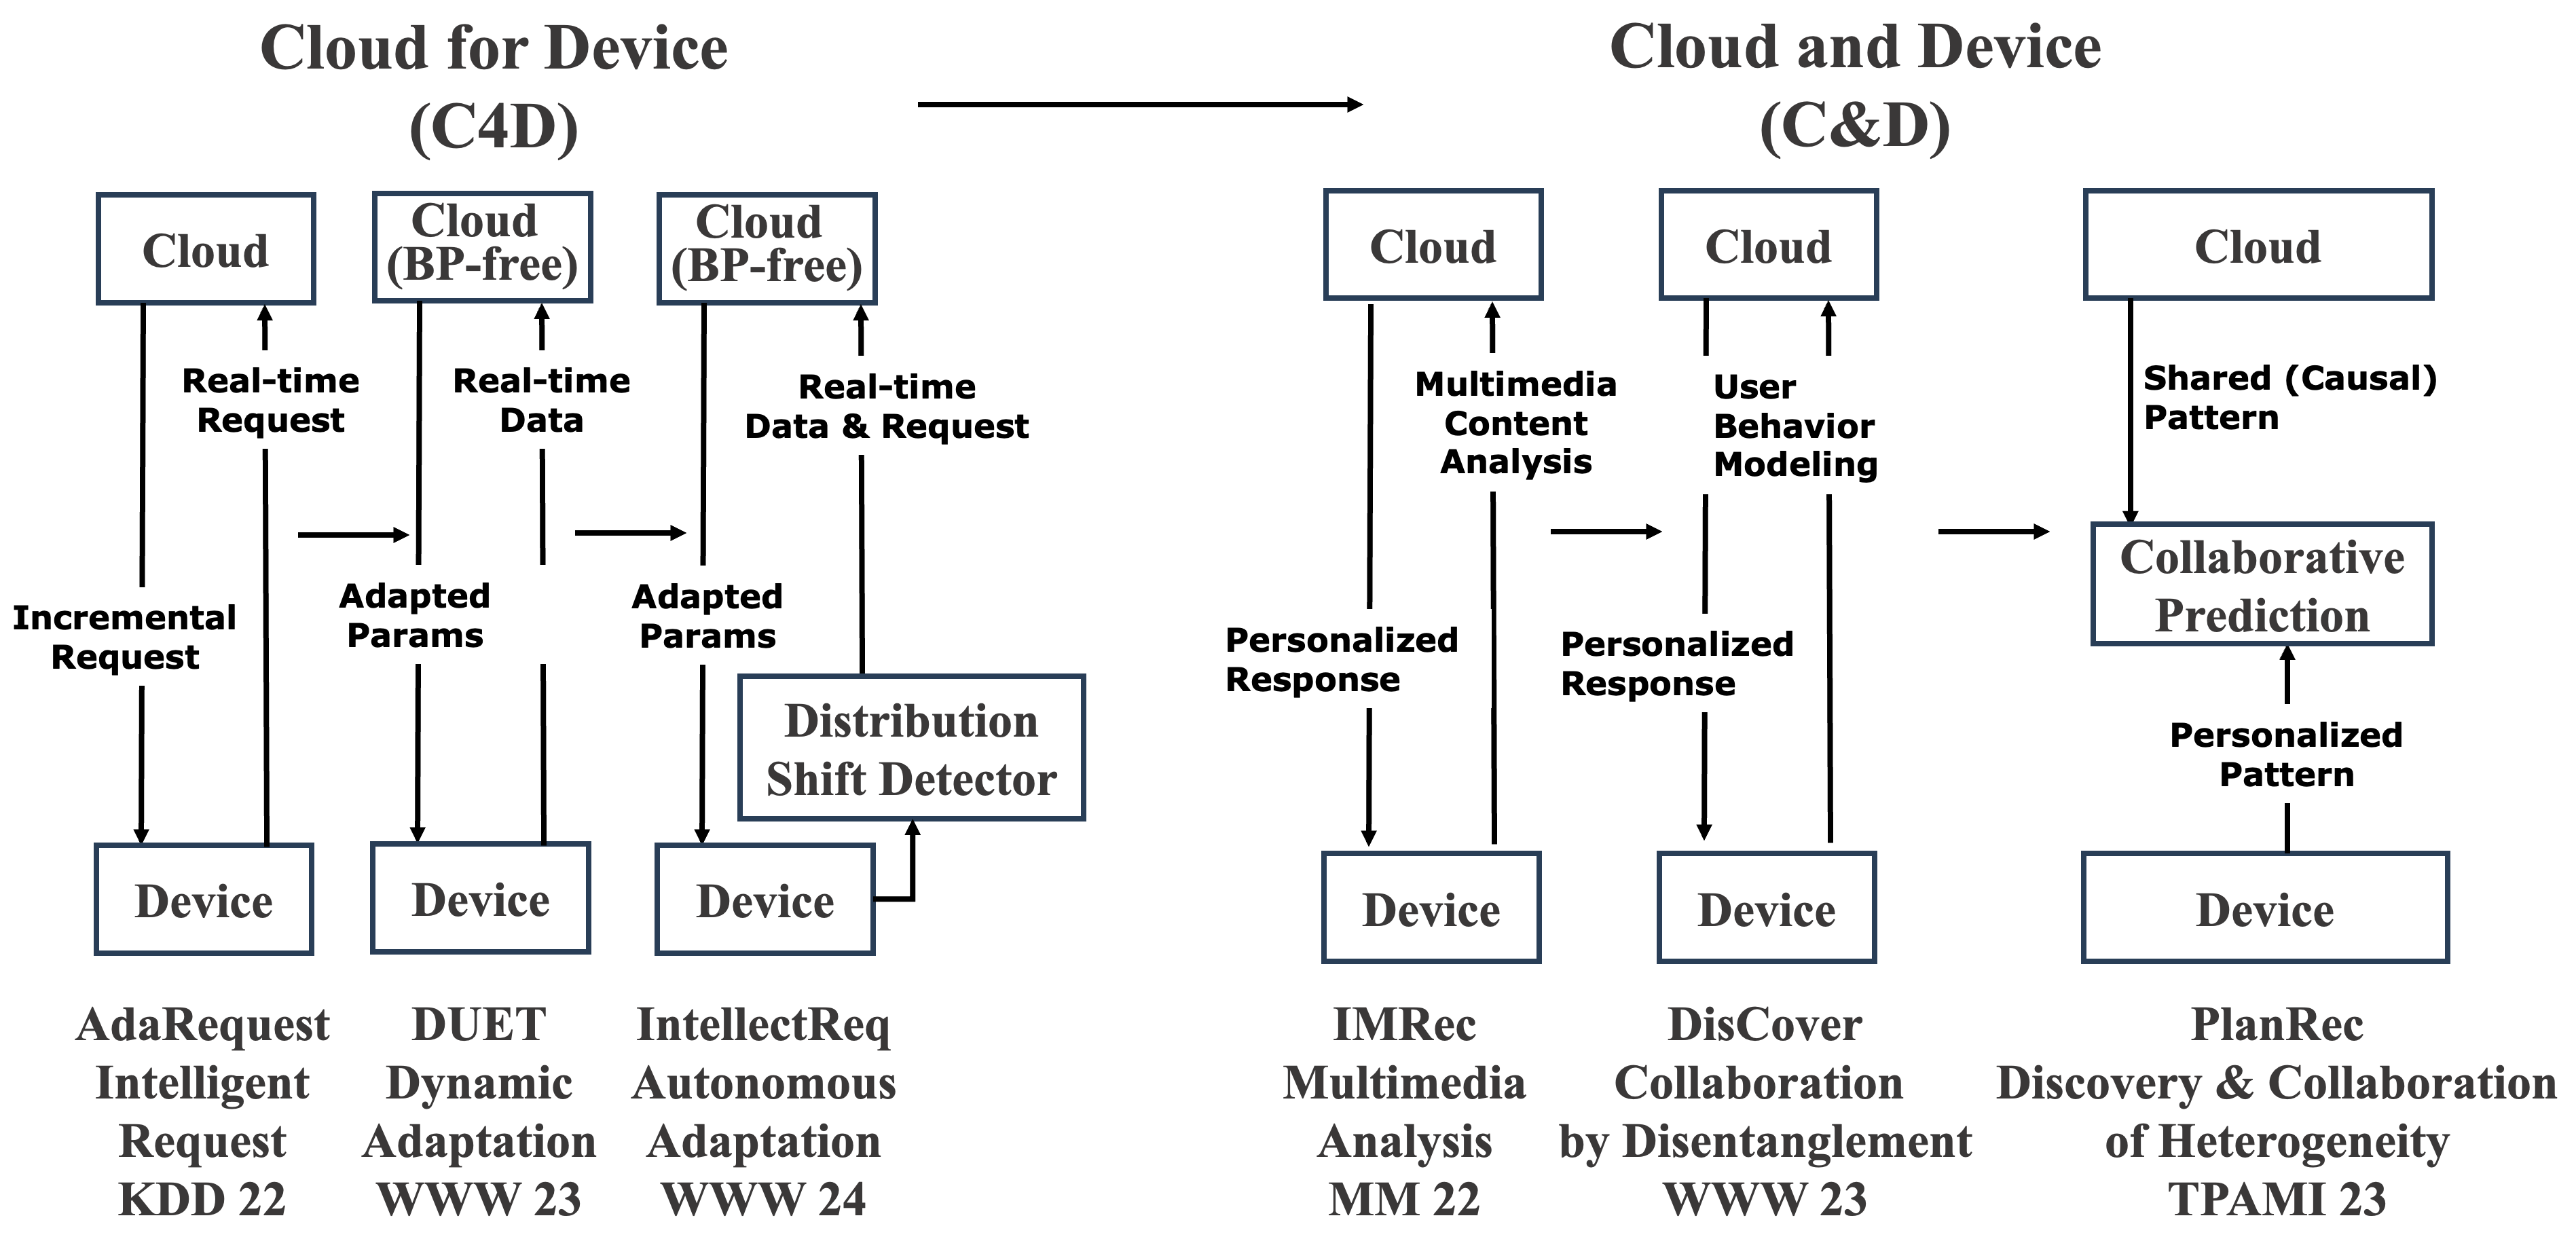 Cloud for Device
(C4D)
Cloud and Device
(C&D)
Cloud
Real-time
Request
Incremental
Request
Device
AdaRequest
Intelligent
Request
KDD 22
Cloud
(BP-free)
Real-time
Data
Adapted
Params
Device
DUET
Dynamic
Adaptation
WWW 23
Cloud
(BP-free)
Real-time
Data & Request
Adapted
Params
Distribution
Shift Detector
Device
IntellectReq
Autonomous
Adaptation
WWW 24
Cloud
Multimedia
Content
Analysis
Personalized
Response
Device
IMRec
Multimedia
Analysis
MM 22
Cloud
User
Behavior
Modeling
Personalized
Response
Device
DisCover
Collaboration
by Disentanglement
WWW 23
Cloud
Shared (Causal)
Pattern
Collaborative
Prediction
Personalized
Pattern
Device
PlanRec
Discovery & Collaboration
of Heterogeneity
TPAMI 23